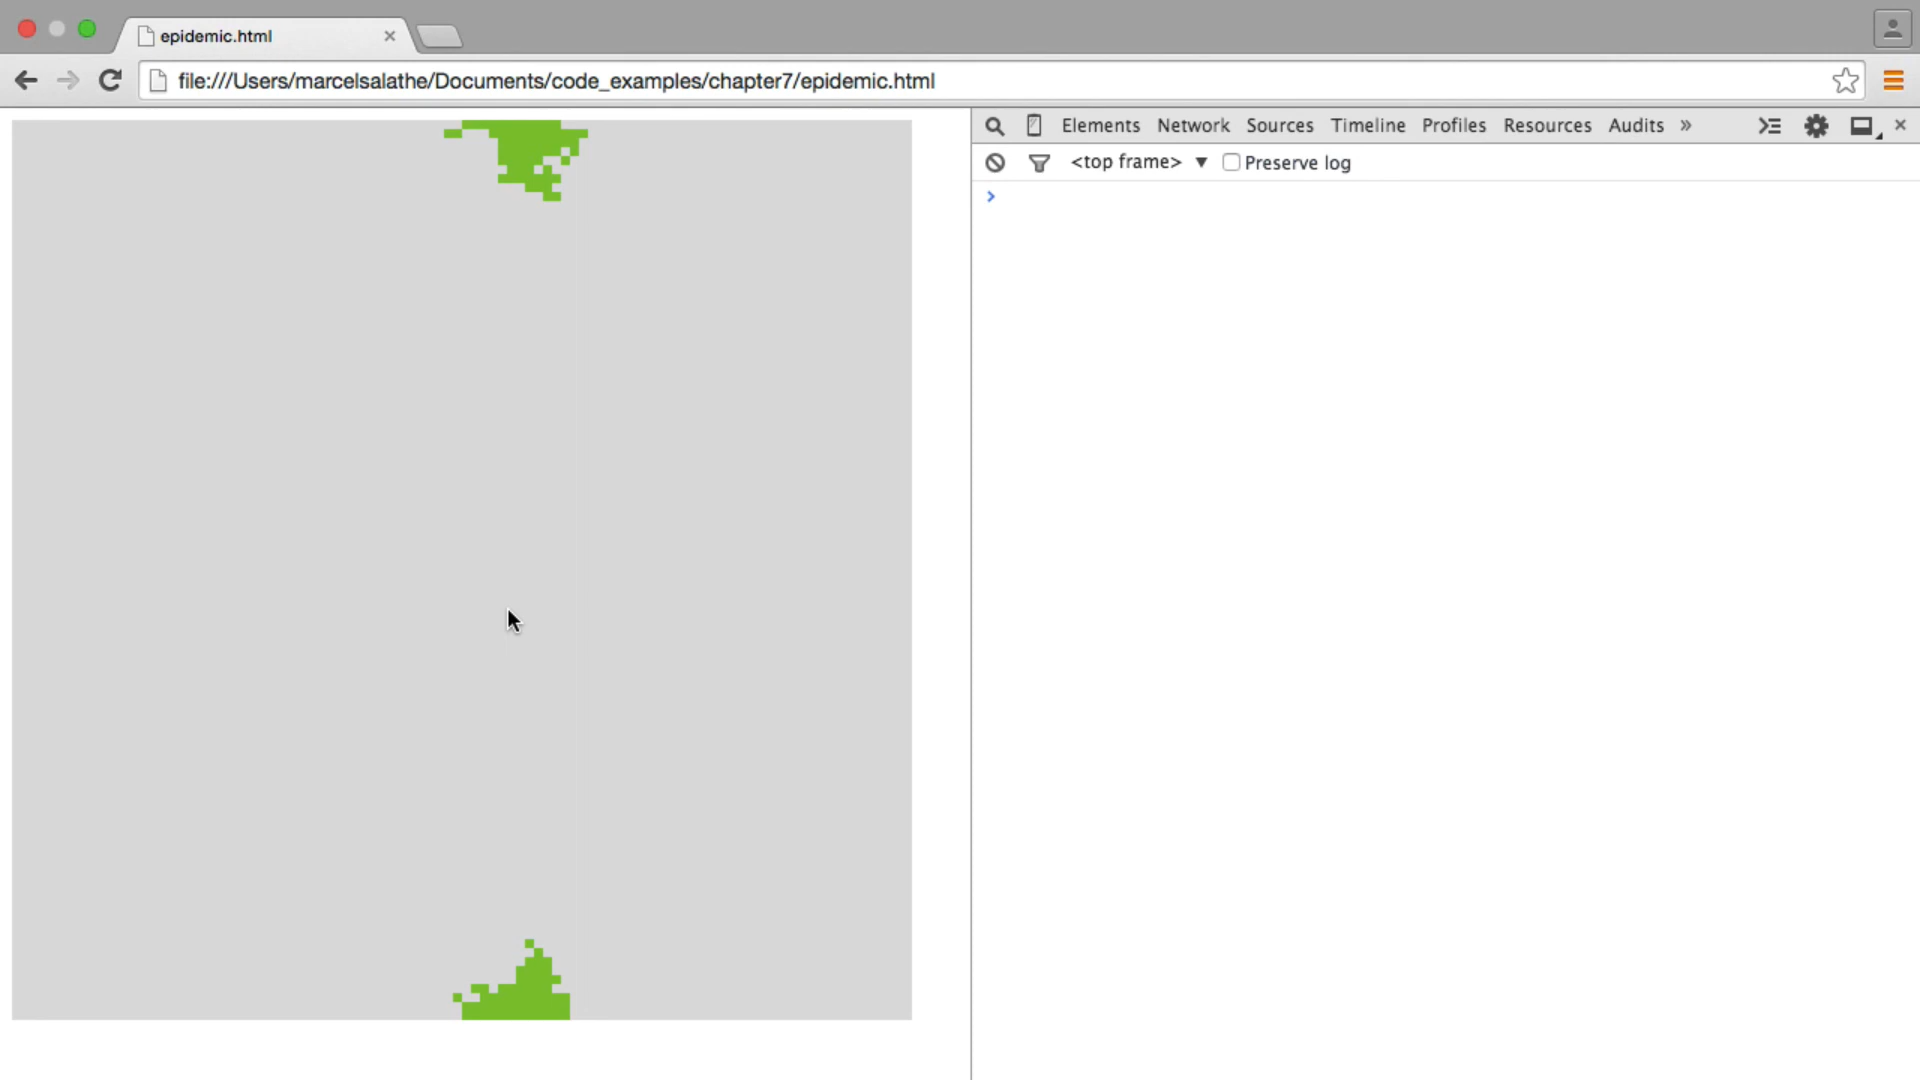 epidemic.html
file:///Users/marcelsalathe/Documents/code_examples/chapter7/epidemic.html
Elements Network Sources Timeline Profiles Resources Audits »
<top frame> ▼ Preserve log